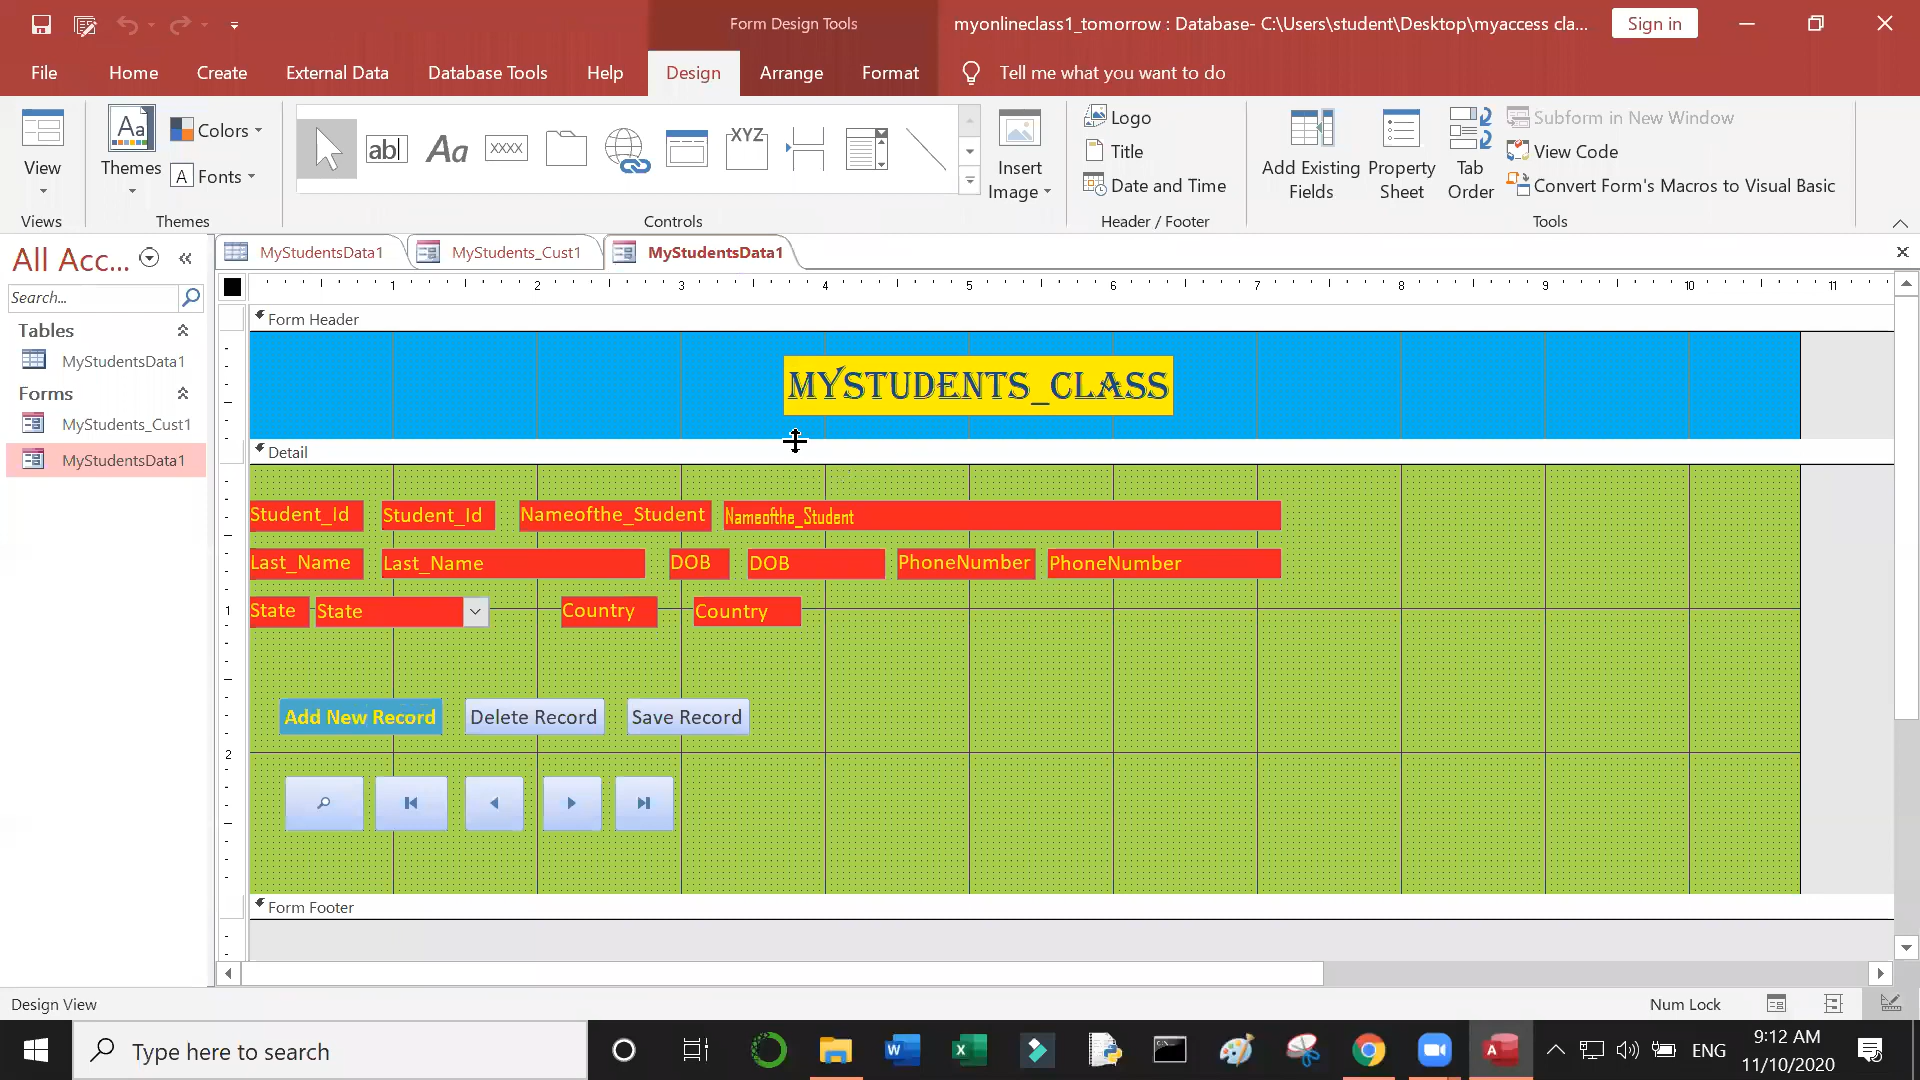 Form Design Tools
myonlineclass1_tomorrow : Database- C:\Users\student\Desktop\myaccess cla...
Sign in
File Home Create External Data Database Tools Help Design Arrange Format Tell me what you want to do
View
Views
Aa
Themes
Colors
A Fonts
Themes
ab|
Aa
XXXX
XYZ
Controls
Insert
Image
Logo
Title
Date and Time
Header / Footer
Add Existing
Fields
Property
Sheet
Tab
Order
Subform in New Window
View Code
Convert Form's Macros to Visual Basic
Tools
All Acc...
Search...
Tables
MyStudentsData1
Forms
MyStudents_Cust1
MyStudentsData1
MyStudentsData1 MyStudents_Cust1 MyStudentsData1
1 2 3 4 5 6 7 8 9 10 11
Form Header
MYSTUDENTS_CLASS
Detail
Student_Id Student_Id Nameofthe_Student Nameofthe_Student
Last_Name Last_Name DOB DOB PhoneNumber PhoneNumber
1 State State Country Country
Add New Record Delete Record Save Record
2
Form Footer
Design View
Num Lock
Type here to search
ENG
9:12 AM
11/10/2020